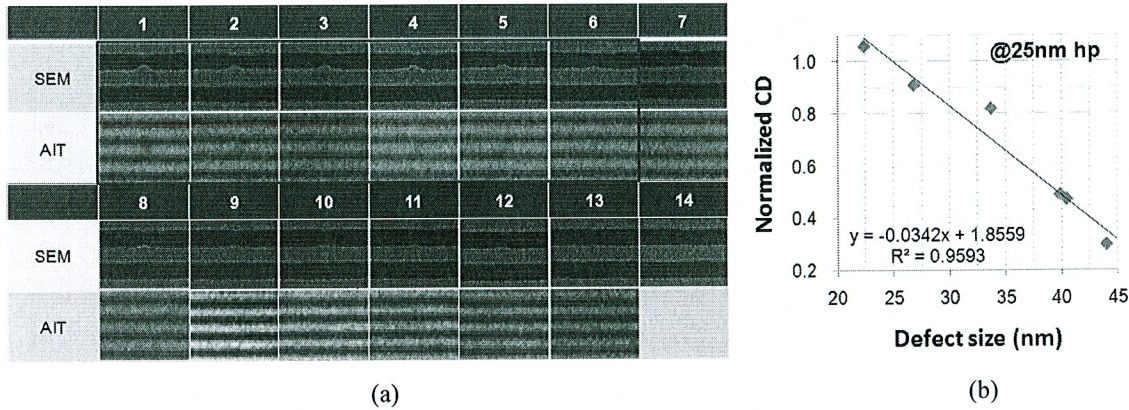 1 2 3 4 5 6 7
SEM
AIT
8 9 10 11 12 13 14
SEM
AIT
(a)
@25nm hp
Normalized CD
1.0
0.8
0.6
0.4
0.2
y = -0.0342x + 1.8559
R² = 0.9593
20 25 30 35 40 45
Defect size (nm)
(b)